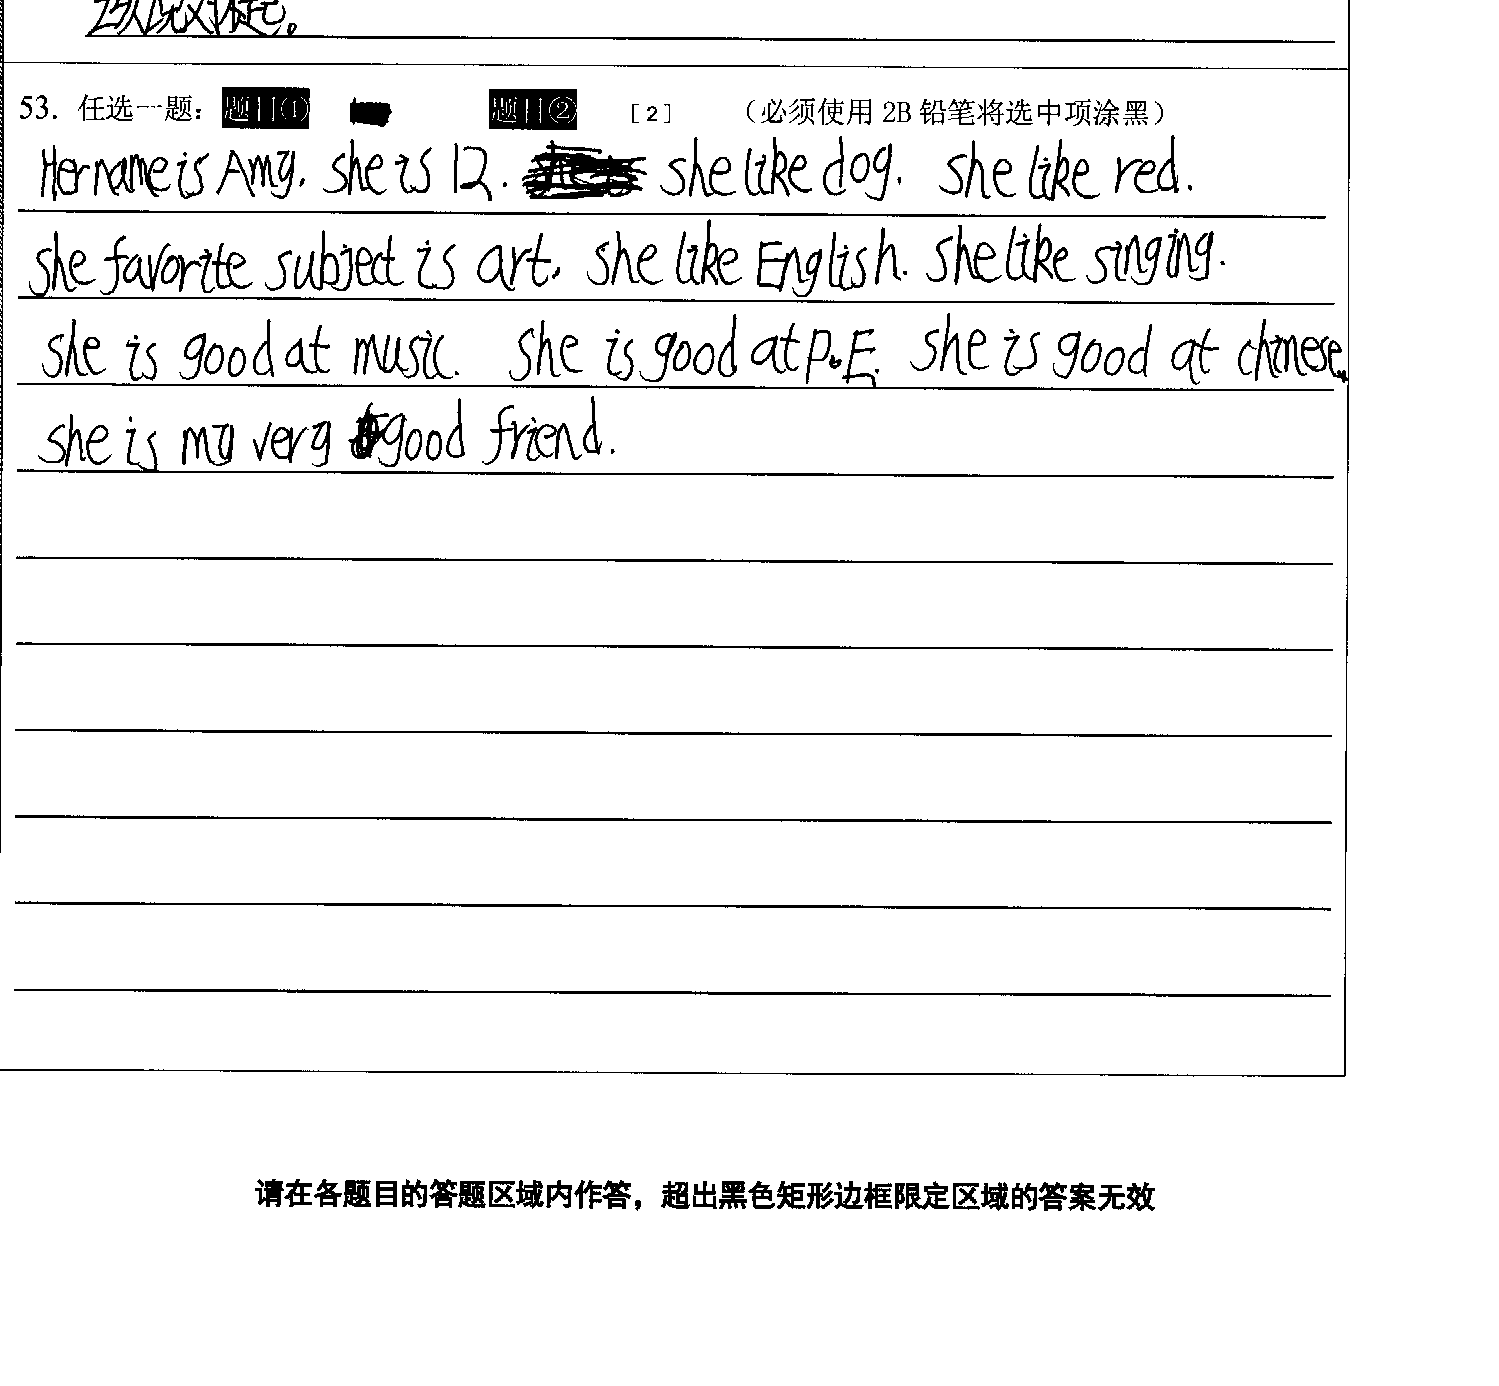 53. 任选一题： 题目① 题目② [2] （必须使用 2B 铅笔将选中项涂黑）
Her name is Amy. she is 12. she like dog. she like red.
she favorite subject is art. she like English. she like singing.
she is good at music. she is good at P.E. she is good at chinese.
she is my very good friend.
请在各题目的答题区域内作答，超出黑色矩形边框限定区域的答案无效